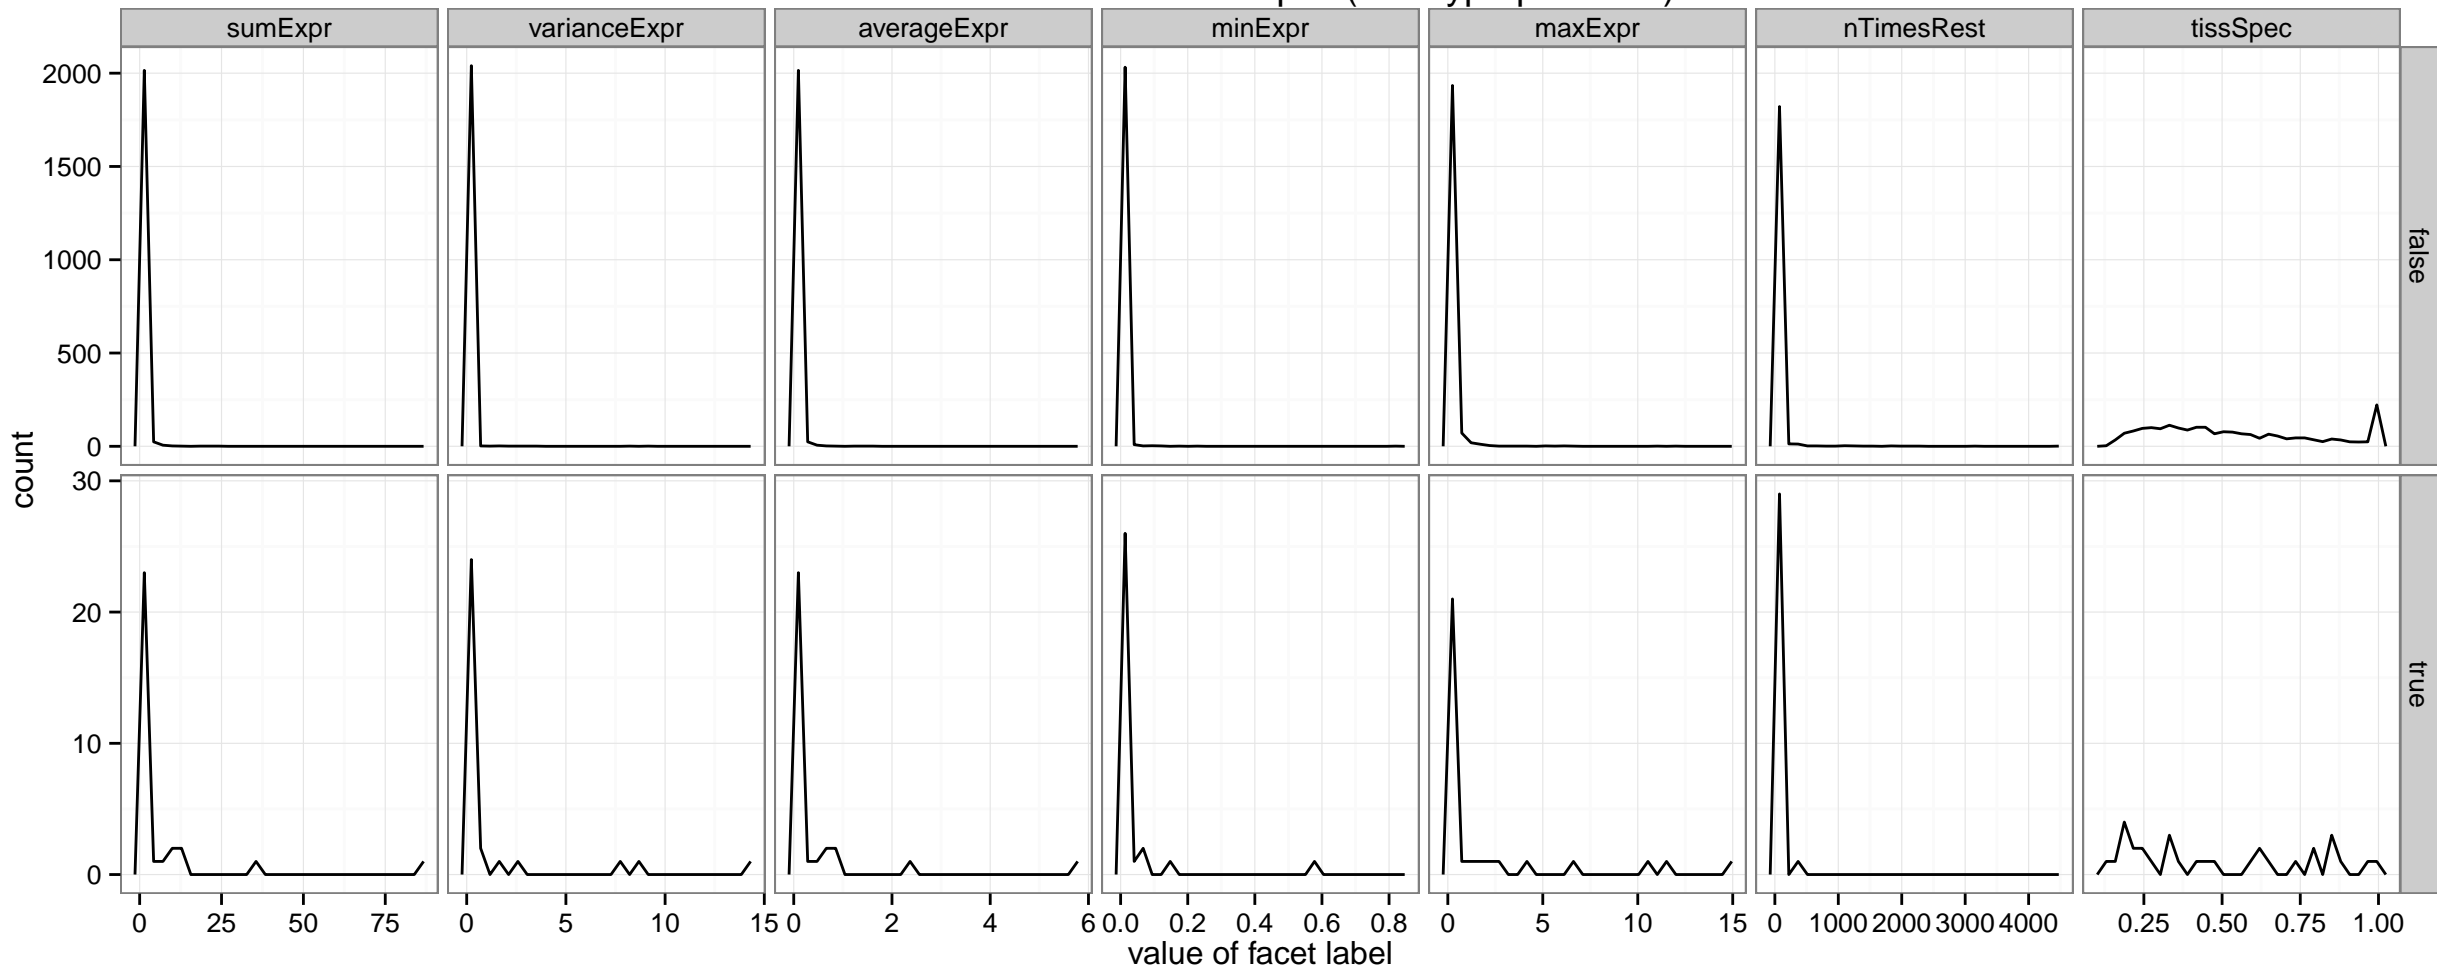 sumExpr varianceExpr averageExpr minExpr maxExpr nTimesRest tissSpec
2000
1500
1000
500
0
false
count
30
20
10
0
true
0 25 50 75 0 5 10 15 0 2 4 6 0.0 0.2 0.4 0.6 0.8 0 5 10 15 0 1000 2000 3000 4000 0.25 0.50 0.75 1.00
value of facet label